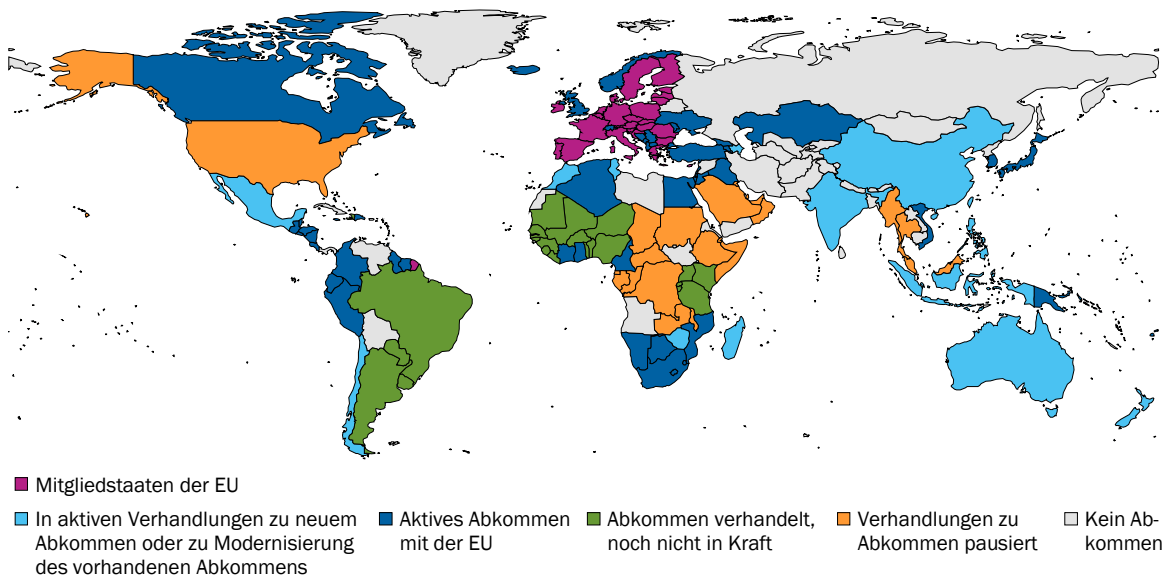 Mitgliedstaaten der EU
In aktiven Verhandlungen zu neuem
Abkommen oder zu Modernisierung
des vorhandenen Abkommens
Aktives Abkommen
mit der EU
Abkommen verhandelt,
noch nicht in Kraft
Verhandlungen zu
Abkommen pausiert
Kein Ab-
kommen